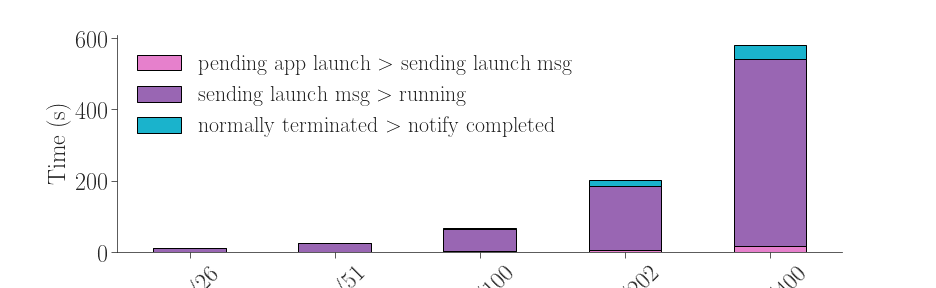 600
pending app launch > sending launch msg
sending launch msg > running
400
normally terminated > notify completed
Time (s)
200
0
/26
/51
/100
/202
/400